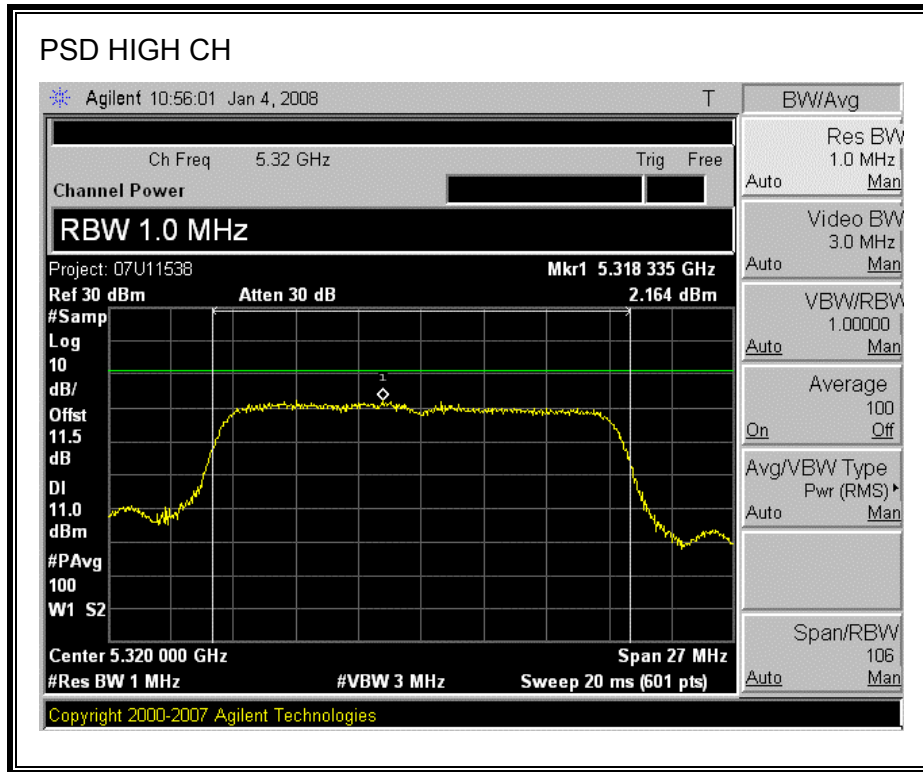 PSD HIGH CH
Agilent 10:56:01 Jan 4, 2008 T
BW/Avg
Ch Freq 5.32 GHz Trig Free
Channel Power
RBW 1.0 MHz
Project: 07U11538 Mkr1 5.318 335 GHz
Ref 30 dBm Atten 30 dB 2.164 dBm
#Samp
Log
10
dB/
Offst
11.5
dB
DI
11.0
dBm
#PAvg
100
W1 S2
1
Center 5.320 000 GHz Span 27 MHz
#Res BW 1 MHz #VBW 3 MHz Sweep 20 ms (601 pts)
Copyright 2000-2007 Agilent Technologies
Res BW
1.0 MHz
Auto Man
Video BW
3.0 MHz
Auto Man
VBW/RBW
1.00000
Auto Man
Average
100
On Off
Avg/VBW Type
Pwr (RMS)
Auto Man
Span/RBW
106
Auto Man